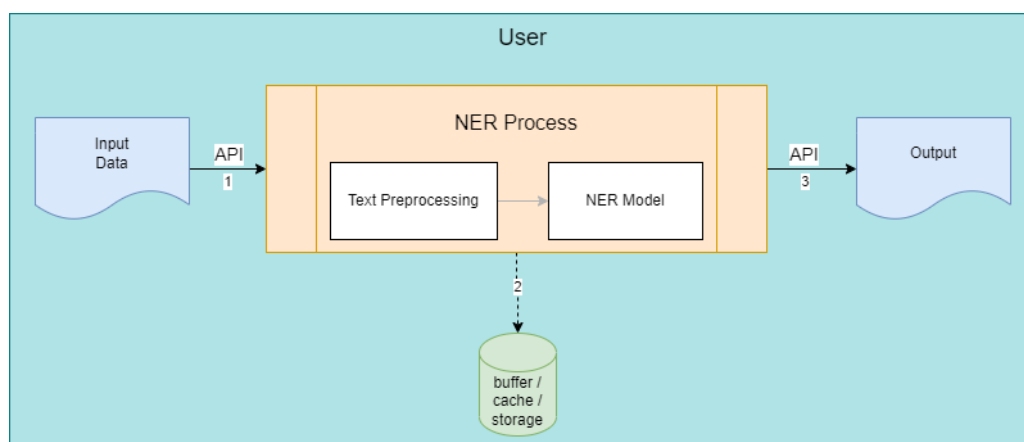 User
Input
Data
API
1
NER Process
Text Preprocessing
NER Model
API
3
Output
2
buffer /
cache /
storage